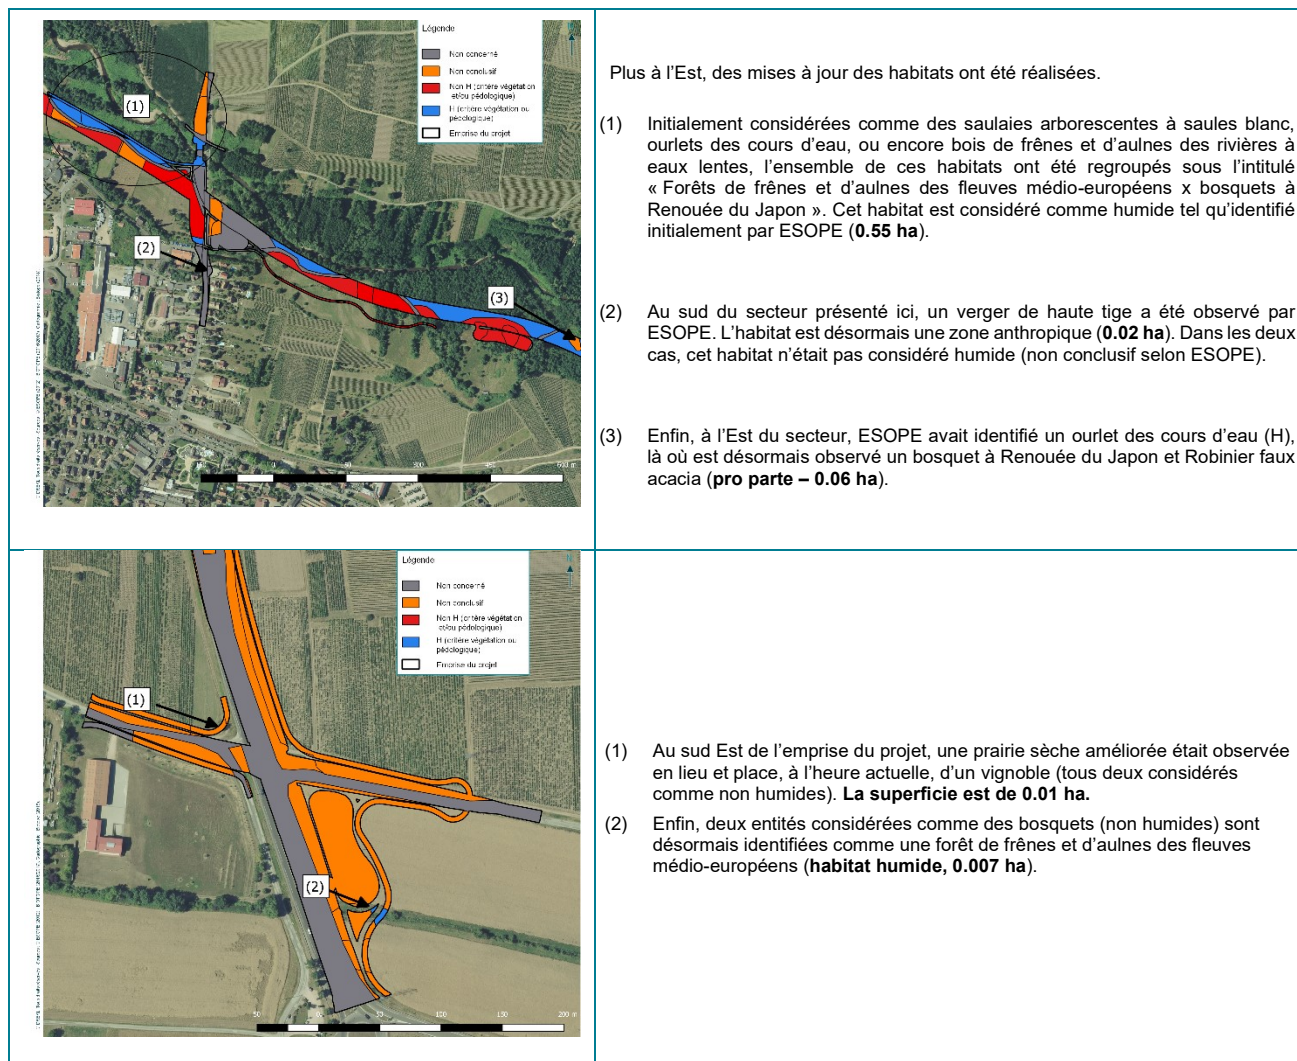 Légende
Non concerné
Non conclusif
Non H (critère végétation
et/ou pédologique)
H (critère végétation ou
pédologique)
Emprise du projet
N
(1)
(2)
(3)
600 m
Plus à l’Est, des mises à jour des habitats ont été réalisées.
(1) Initialement considérées comme des saulaies arborescentes à saules blanc,
ourlets des cours d’eau, ou encore bois de frênes et d’aulnes des rivières à
eaux lentes, l’ensemble de ces habitats ont été regroupés sous l’intitulé
« Forêts de frênes et d’aulnes des fleuves médio-européens x bosquets à
Renouée du Japon ». Cet habitat est considéré comme humide tel qu’identifié
initialement par ESOPE (0.55 ha).
(2) Au sud du secteur présenté ici, un verger de haute tige a été observé par
ESOPE. L’habitat est désormais une zone anthropique (0.02 ha). Dans les deux
cas, cet habitat n’était pas considéré humide (non conclusif selon ESOPE).
(3) Enfin, à l’Est du secteur, ESOPE avait identifié un ourlet des cours d’eau (H),
là où est désormais observé un bosquet à Renouée du Japon et Robinier faux
acacia (pro parte – 0.06 ha).
Légende
Non concerné
Non conclusif
Non H (critère végétation
et/ou pédologique)
H (critère végétation ou
pédologique)
Emprise du projet
N
(1)
(2)
50 00 50 100 150 200 m
(1) Au sud Est de l’emprise du projet, une prairie sèche améliorée était observée
en lieu et place, à l’heure actuelle, d’un vignoble (tous deux considérés
comme non humides). La superficie est de 0.01 ha.
(2) Enfin, deux entités considérées comme des bosquets (non humides) sont
désormais identifiées comme une forêt de frênes et d’aulnes des fleuves
médio-européens (habitat humide, 0.007 ha).